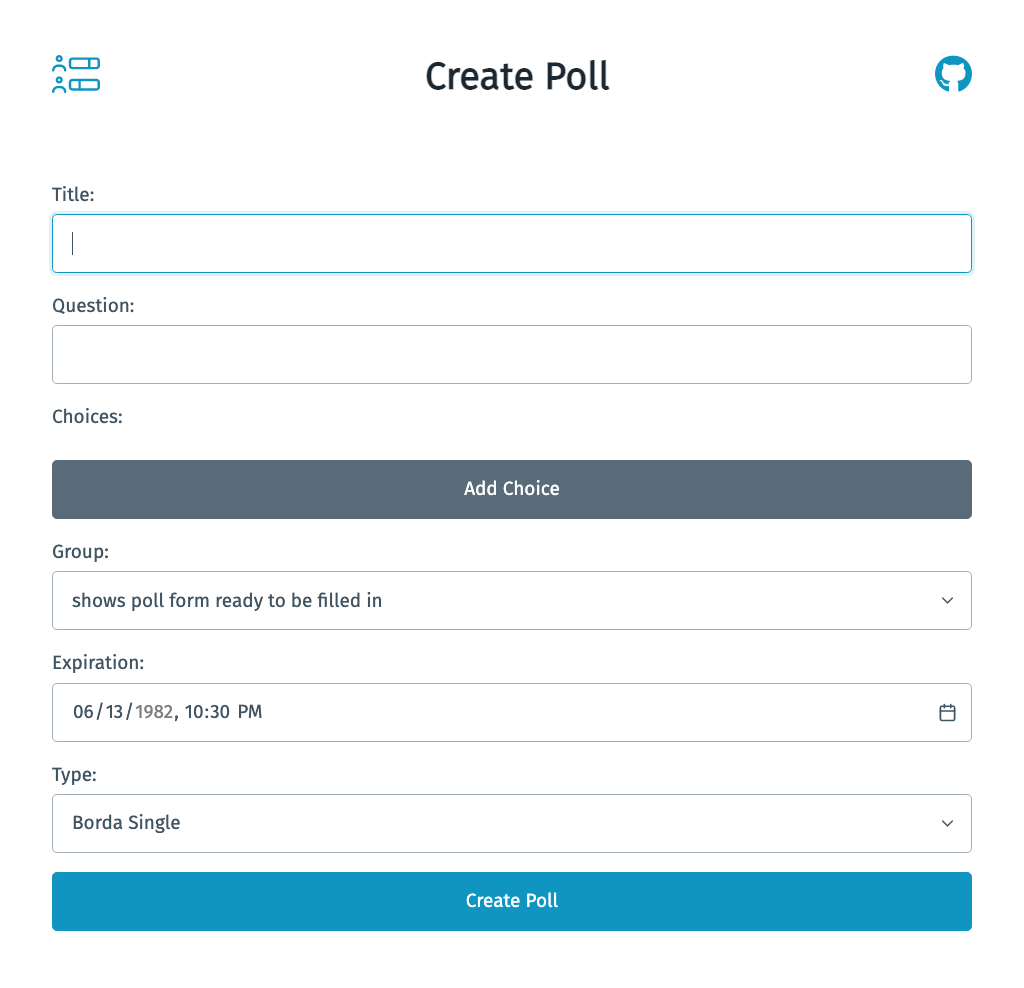 Create Poll
Title:
Question:
Choices:
Add Choice
Group:
shows poll form ready to be filled in
Expiration:
06/13/1982, 10:30 PM
Type:
Borda Single
Create Poll